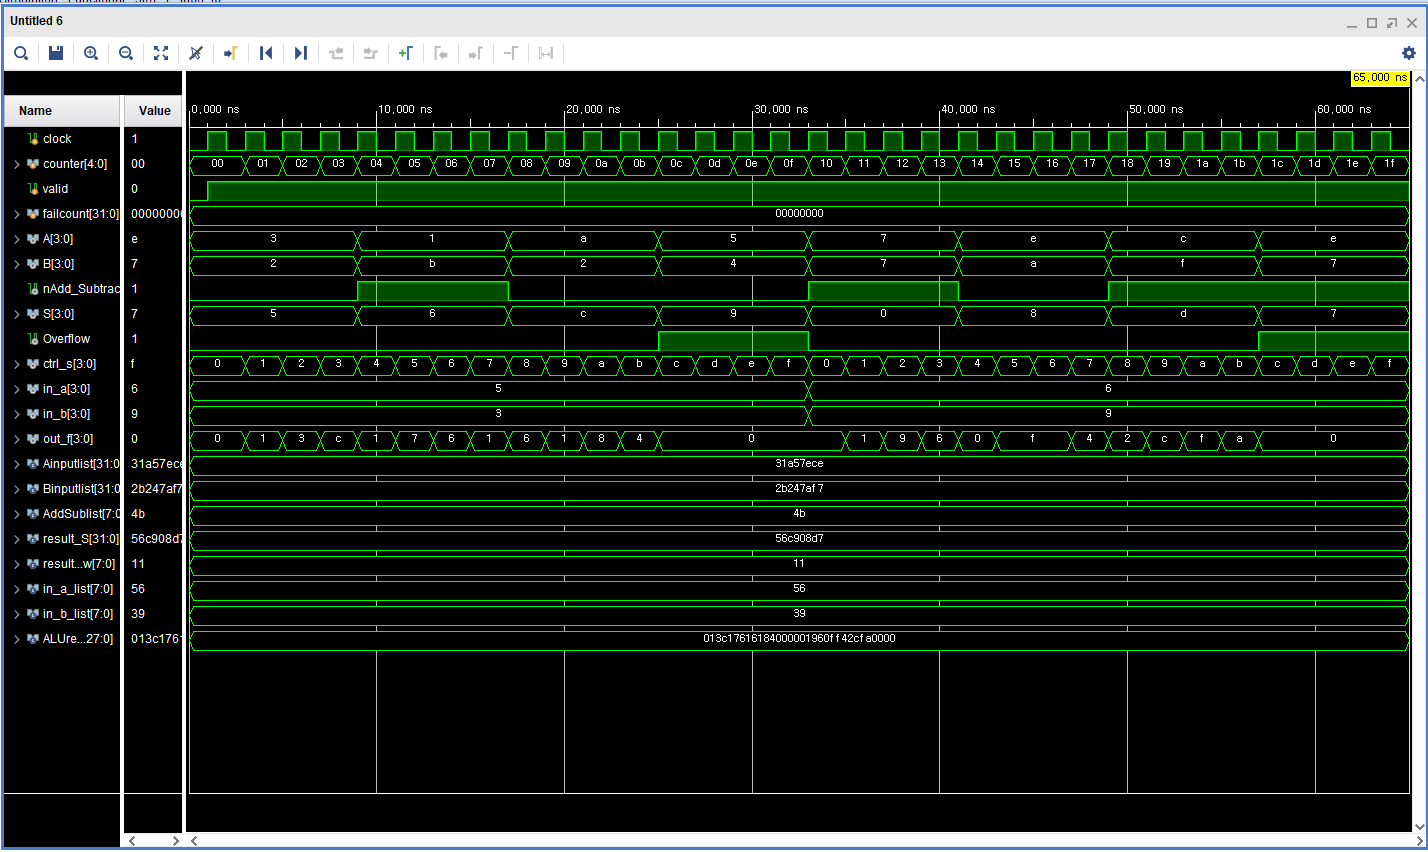 Untitled 6
65,000 ns
Name Value 0,000 ns 10,000 ns 20,000 ns 30,000 ns 40,000 ns 50,000 ns 60,000 ns
clock 1
counter[4:0] 00 00 01 02 03 04 05 06 07 08 09 0a 0b 0c 0d 0e 0f 10 11 12 13 14 15 16 17 18 19 1a 1b 1c 1d 1e 1f
valid 0
failcount[31:0] 00000000 00000000
A[3:0] e 3 1 a 5 7 e c e
B[3:0] 7 2 b 2 4 7 a f 7
nAdd_Subtrac 1
S[3:0] 7 5 6 c 9 0 8 d 7
Overflow 1
ctrl_s[3:0] f 0 1 2 3 4 5 6 7 8 9 a b c d e f 0 1 2 3 4 5 6 7 8 9 a b c d e f
in_a[3:0] 6 5 6
in_b[3:0] 9 3 9
out_f[3:0] 0 0 1 3 c 1 7 6 1 6 1 8 4 0 1 9 6 0 f 4 2 c f a 0
Ainputlist[31:0 31a57ece 31a57ece
Binputlist[31:0 2b247af7 2b247af7
AddSublist[7:0 4b 4b
result_S[31:0] 56c908d7 56c908d7
result...w[7:0] 11 11
in_a_list[7:0] 56 56
in_b_list[7:0] 39 39
ALUre...27:0] 013c1761 013c17616184000001960ff42cfa0000